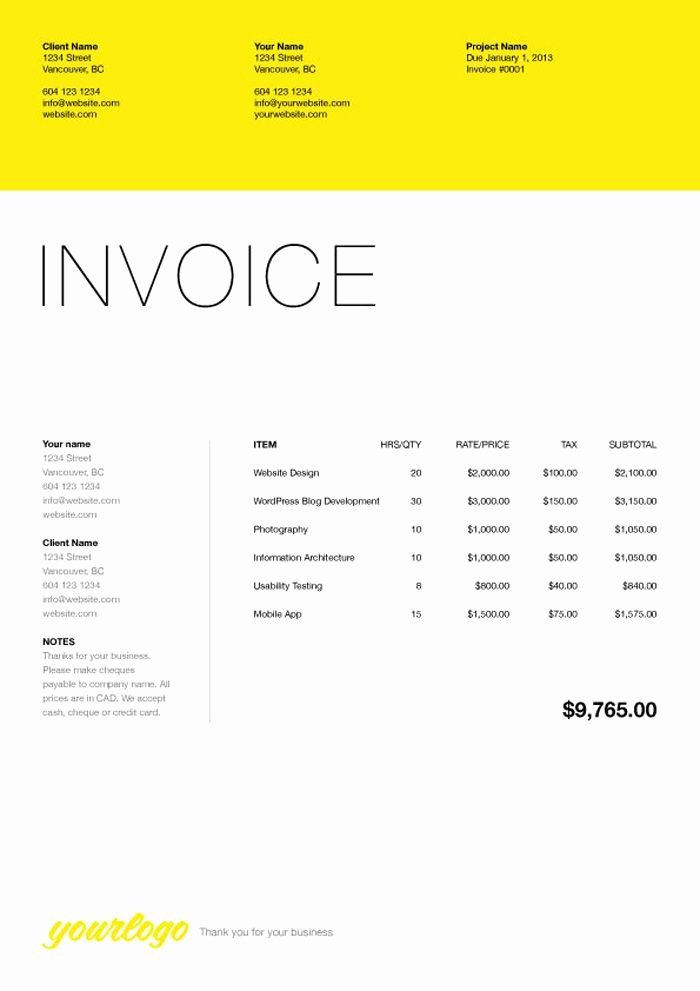 Client Name
1234 Street
Vancouver, BC
604 123 1234
info@website.com
website.com
Your Name
1234 Street
Vancouver, BC
604 123 1234
info@yourwebsite.com
yourwebsite.com
Project Name
Due January 1, 2013
Invoice #0001
INVOICE
Your name
1234 Street
Vancouver, BC
604 123 1234
info@website.com
website.com
Client Name
1234 Street
Vancouver, BC
604 123 1234
info@website.com
website.com
NOTES
Thanks for your business.
Please make cheques
payable to company name. All
prices are in CAD. We accept
cash, cheque or credit card.
ITEM HRS/QTY RATE/PRICE TAX SUBTOTAL
Website Design 20 $2,000.00 $100.00 $2,100.00
WordPress Blog Development 30 $3,000.00 $150.00 $3,150.00
Photography 10 $1,000.00 $50.00 $1,050.00
Information Architecture 10 $1,000.00 $50.00 $1,050.00
Usability Testing 8 $800.00 $40.00 $840.00
Mobile App 15 $1,500.00 $75.00 $1,575.00
$9,765.00
yourlogo Thank you for your business